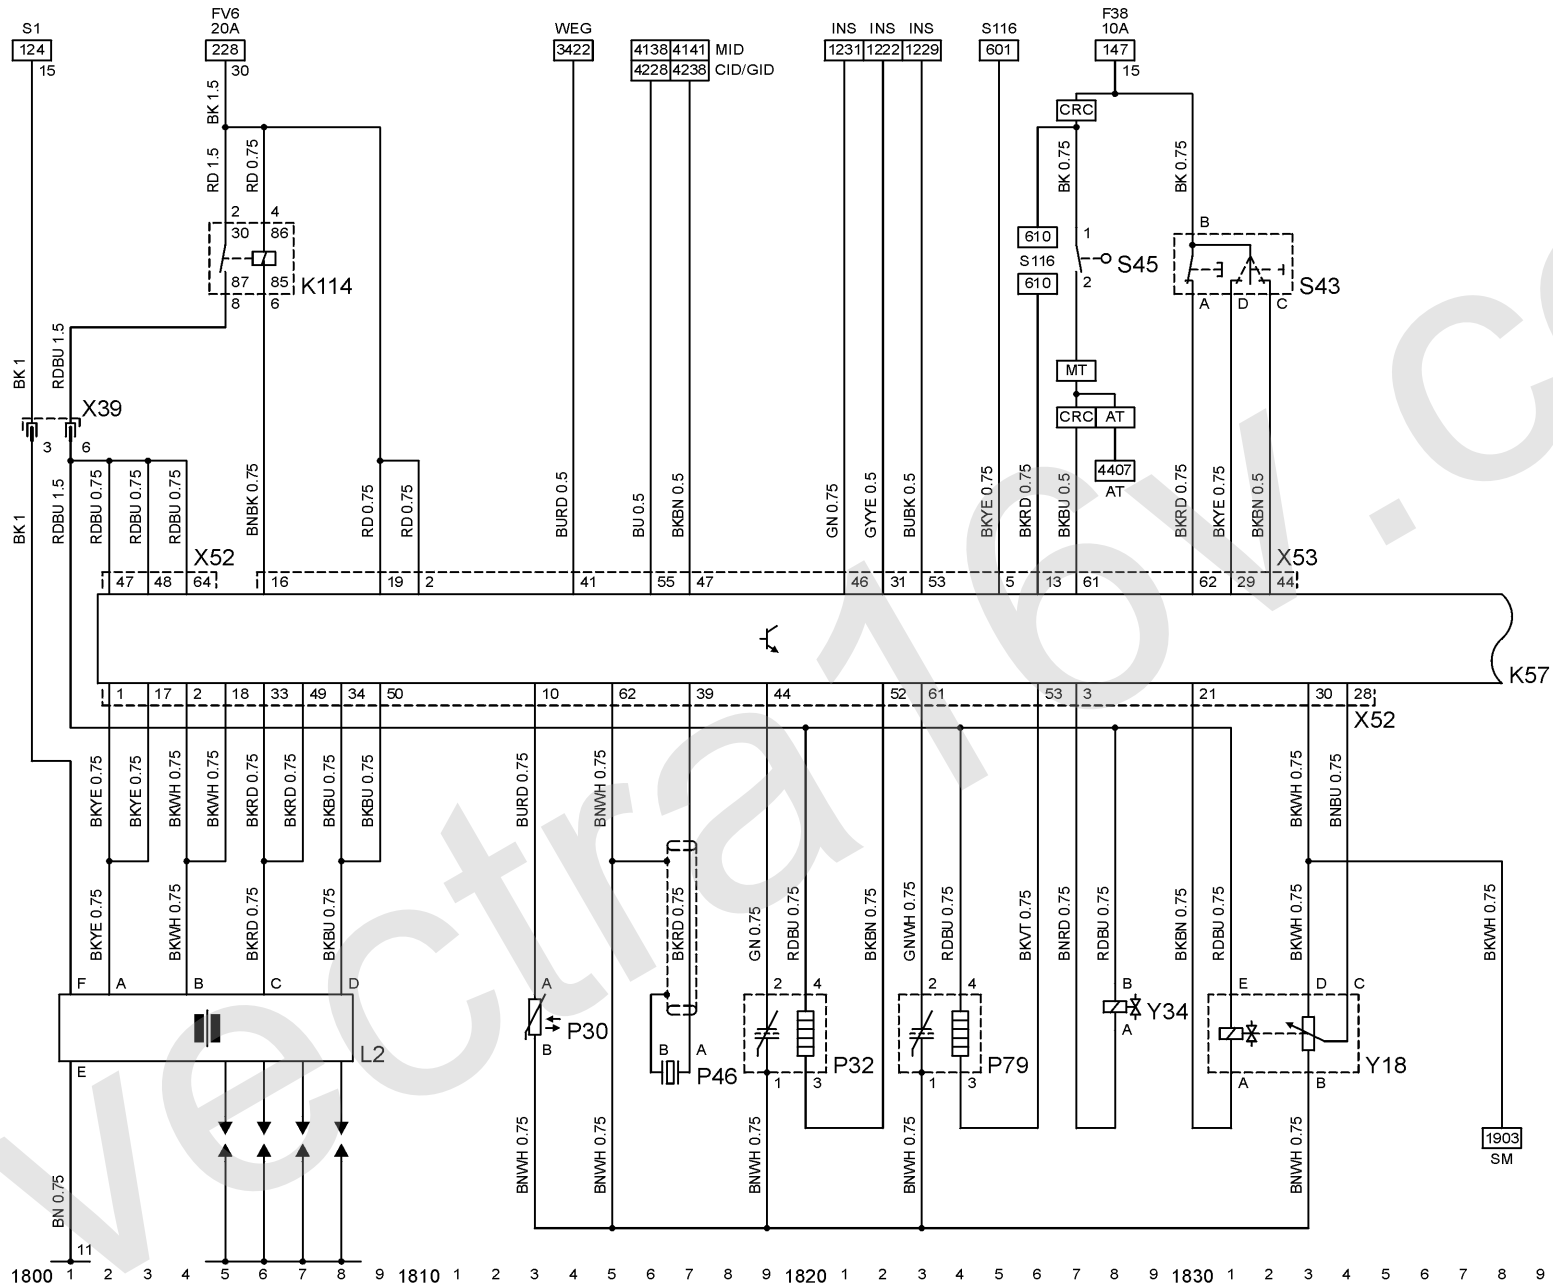 S1
FV6
20A
WEG
INS INS INS
S116
F38
10A
124
228
3422
4138 4141 MID
4228 4238 CID/GID
1231 1222 1229
601
147
15
30
15
BK 1.5
CRC
RD 1.5
RD 0.75
BK 0.75
BK 0.75
2 4
30 86
87 85
8 6
K114
610
S116
610
1
2
S45
B
A D C
S43
BK 1
RDBU 1.5
MT
X39
3 6
CRC AT
4407
AT
BK 1
RDBU 1.5
RDBU 0.75
RDBU 0.75
RDBU 0.75
BNBK 0.75
RD 0.75
RD 0.75
BURD 0.5
BU 0.5
BKBN 0.5
GN 0.75
GYYE 0.5
BUBK 0.5
BKYE 0.75
BKRD 0.75
BKBU 0.5
BKRD 0.75
BKYE 0.75
BKBN 0.5
X52
X53
47 48 64 16 19 2 41 55 47 46 31 53 5 13 61 62 29 44
K57
1 17 2 18 33 49 34 50 10 62 39 44 52 61 53 3 21 30 28
X52
BKYE 0.75
BKYE 0.75
BKWH 0.75
BKWH 0.75
BKRD 0.75
BKRD 0.75
BKBU 0.75
BKBU 0.75
BURD 0.75
BNWH 0.75
BKWH 0.75
BNBU 0.75
BKYE 0.75
BKWH 0.75
BKRD 0.75
BKBU 0.75
BKRD 0.75
GN 0.75
RDBU 0.75
BKBN 0.75
GNWH 0.75
RDBU 0.75
BKVT 0.75
BNRD 0.75
RDBU 0.75
BKBN 0.75
RDBU 0.75
BKWH 0.75
BKWH 0.75
F A B C D
A
2 4
2 4
B
E D C
L2
P30
B
B A
P46
P32
1 3
P79
1 3
Y34
A
Y18
A B
E
BN 0.75
BNWH 0.75
BNWH 0.75
BNWH 0.75
BNWH 0.75
BNWH 0.75
1903
SM
11
1800 1 2 3 4 5 6 7 8 9 1810 1 2 3 4 5 6 7 8 9 1820 1 2 3 4 5 6 7 8 9 1830 1 2 3 4 5 6 7 8 9